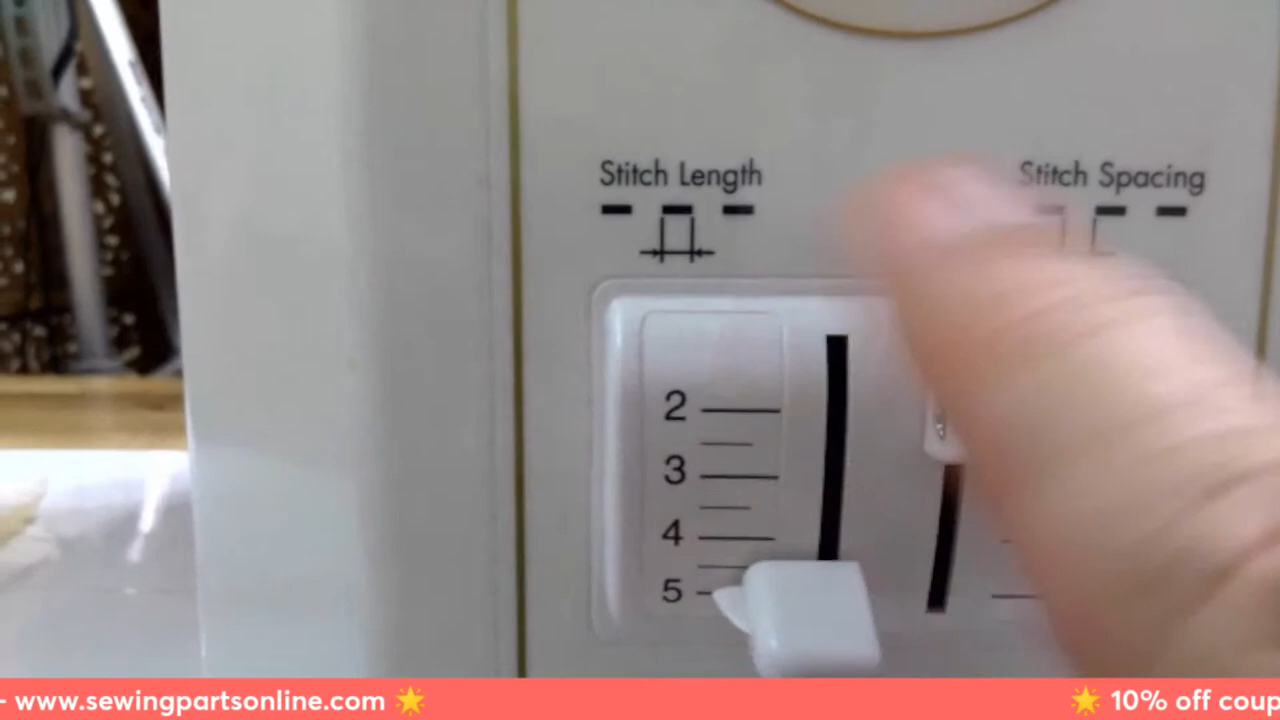 Stitch Length
Stitch Spacing
2
3
4
5
- www.sewingpartsonline.com 🌟
🌟 10% off coup